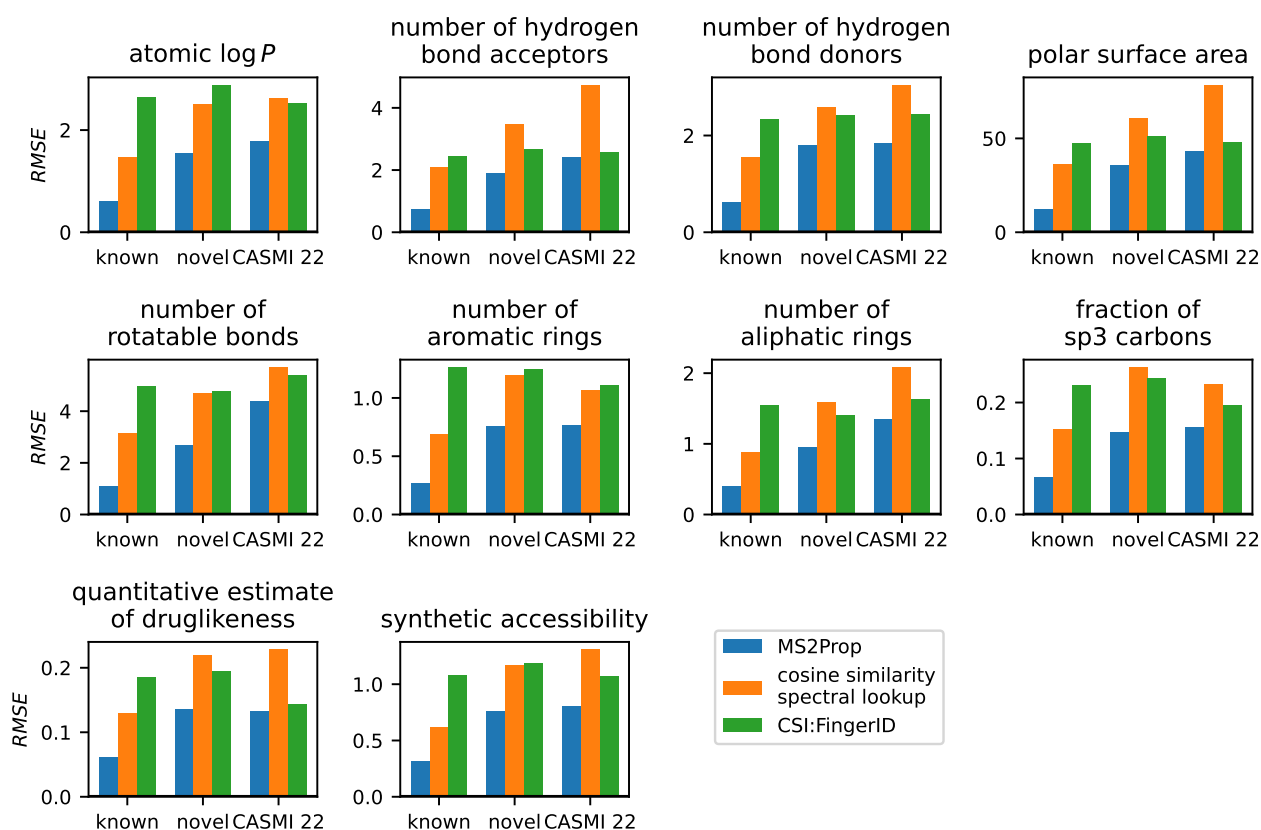 atomic log P
RMSE
2
0
known
novel
CASMI 22
number of hydrogen
bond acceptors
4
2
0
known
novel
CASMI 22
number of hydrogen
bond donors
2
0
known
novel
CASMI 22
polar surface area
50
0
known
novel
CASMI 22
number of
rotatable bonds
RMSE
4
2
0
known
novel
CASMI 22
number of
aromatic rings
1.0
0.5
0.0
known
novel
CASMI 22
number of
aliphatic rings
2
1
0
known
novel
CASMI 22
fraction of
sp3 carbons
0.2
0.1
0.0
known
novel
CASMI 22
quantitative estimate
of druglikeness
RMSE
0.2
0.1
0.0
known
novel
CASMI 22
synthetic accessibility
1.0
0.5
0.0
known
novel
CASMI 22
MS2Prop
cosine similarity
spectral lookup
CSI:FingerID